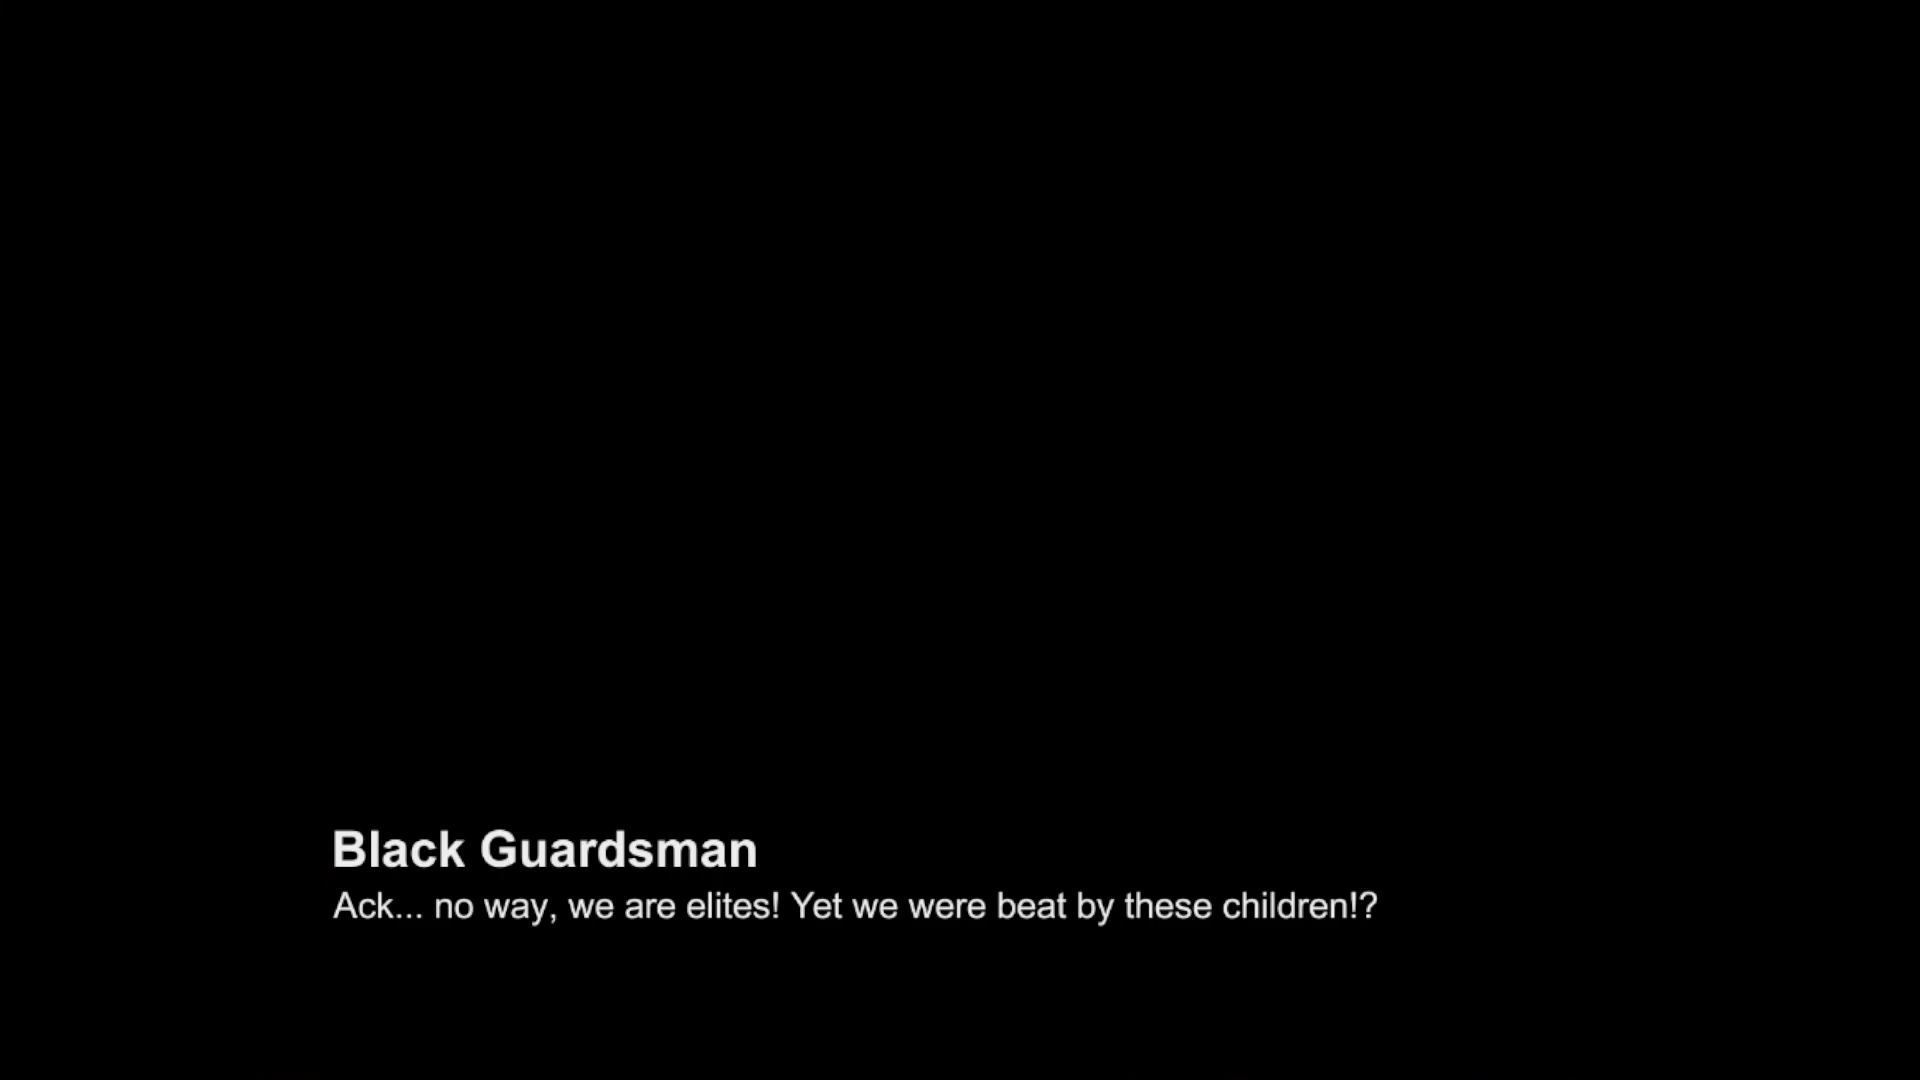 Black Guardsman
Ack... no way, we are elites! Yet we were beat by these children!?